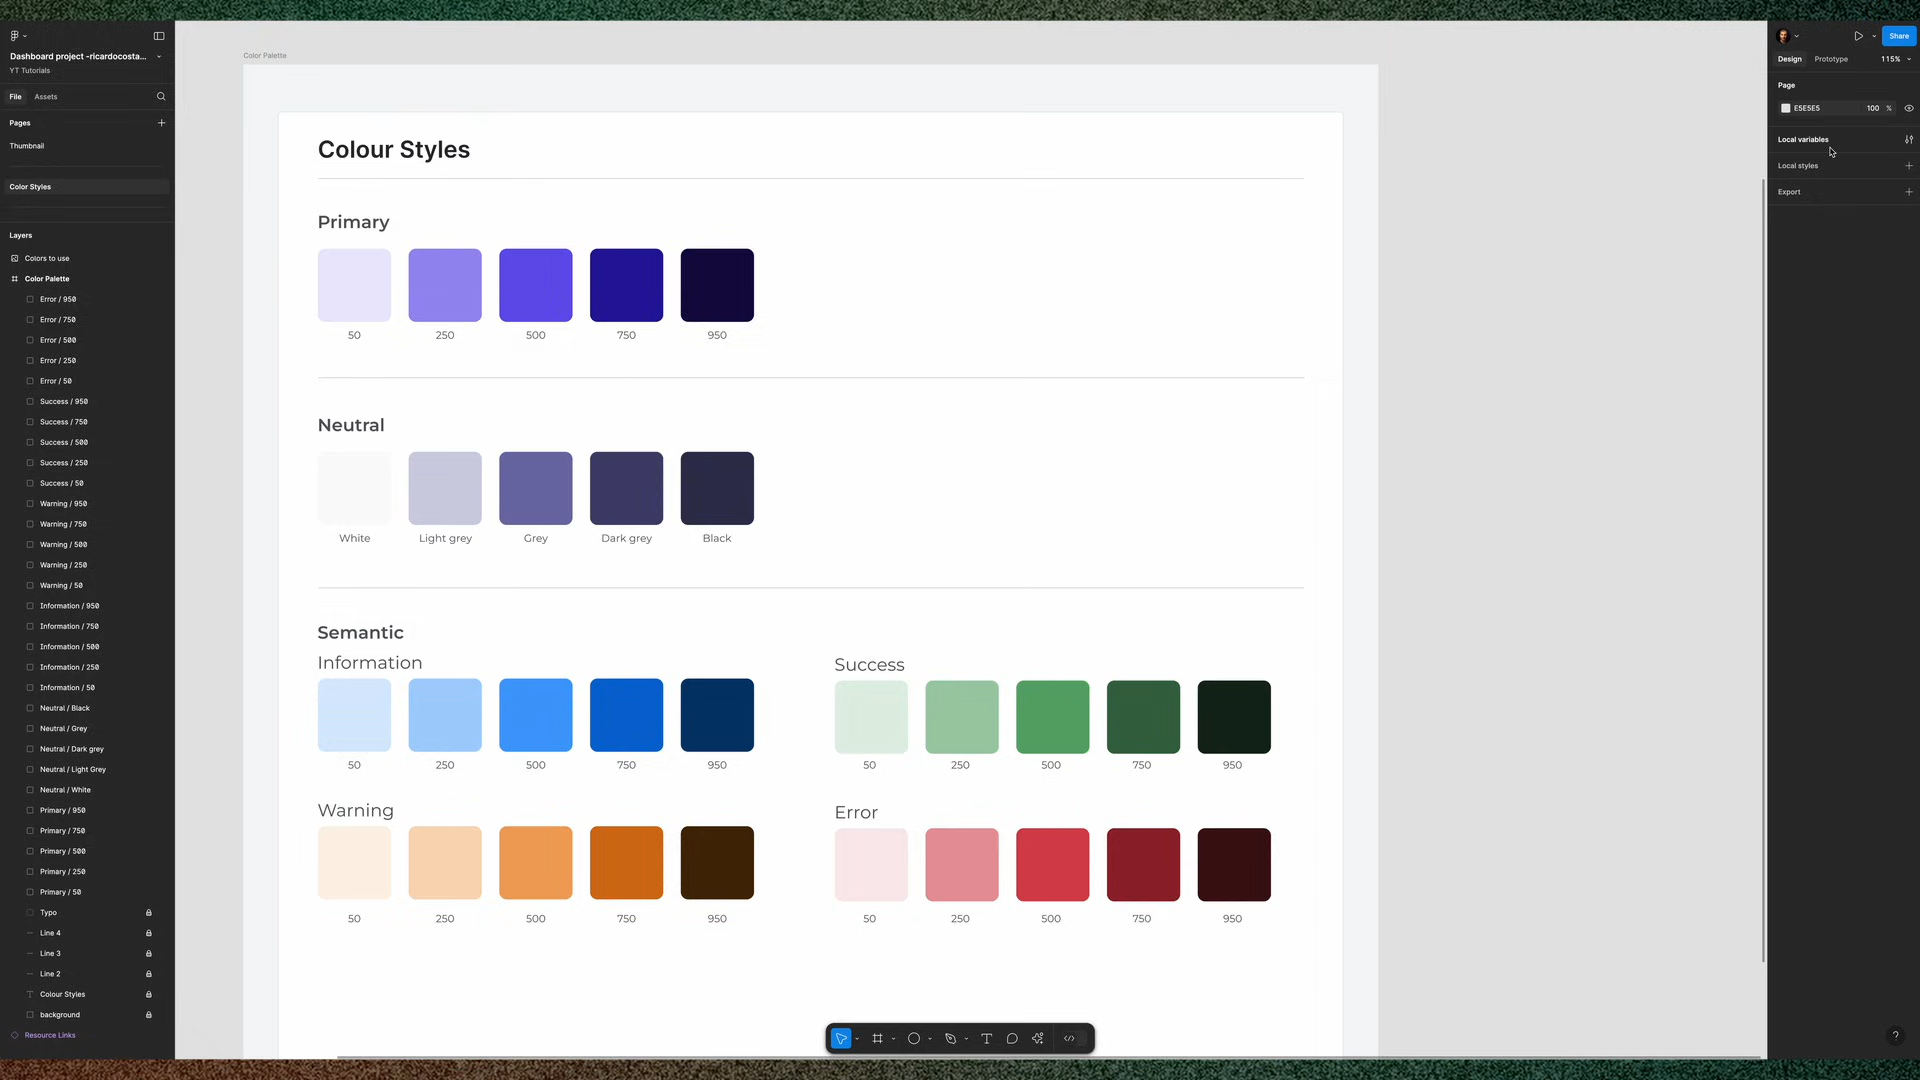 Dashboard project -ricardocosta...
YT Tutorials
File Assets
Pages
Thumbnail
Color Styles
Layers
Colors to use
Color Palette
Error / 950
Error / 750
Error / 500
Error / 250
Error / 50
Success / 950
Success / 750
Success / 500
Success / 250
Success / 50
Warning / 950
Warning / 750
Warning / 500
Warning / 250
Warning / 50
Information / 950
Information / 750
Information / 500
Information / 250
Information / 50
Neutral / Black
Neutral / Grey
Neutral / Dark grey
Neutral / Light Grey
Neutral / White
Primary / 950
Primary / 750
Primary / 500
Primary / 250
Primary / 50
Typo
Line 4
Line 3
Line 2
Colour Styles
background
Resource Links
Color Palette
Colour Styles
Primary
50 250 500 750 950
Neutral
White Light grey Grey Dark grey Black
Semantic
Information
50 250 500 750 950
Success
50 250 500 750 950
Warning
50 250 500 750 950
Error
50 250 500 750 950
Share
Design Prototype 115%
Page
E5E5E5 100 %
Local variables
Local styles
Export
?